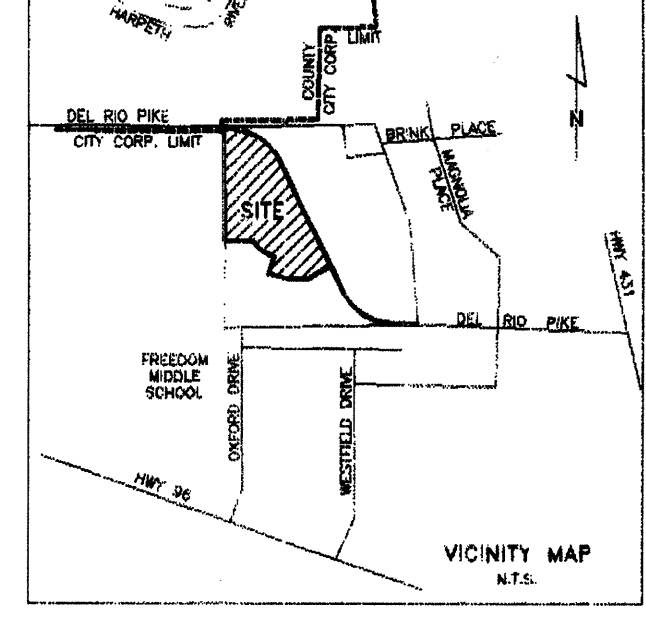 HARPETH
RIVER
COUNTY
CITY CORP.
LIMIT
DEL RIO PIKE
CITY CORP. LIMIT
N
BRINK PLACE
MAGNOLIA
PLACE
SITE
HWY 431
DEL RIO PIKE
FREEDOM
MIDDLE
SCHOOL
OXFORD DRIVE
WESTFIELD DRIVE
HWY 96
VICINITY MAP
N.T.S.